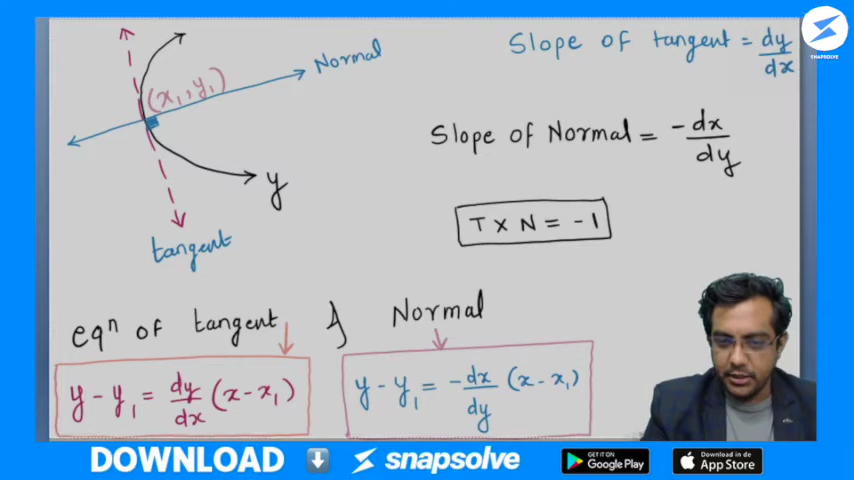 SNAPSOLVE
Slope of tangent = dy/dx
(x₁, y₁)
Normal
Slope of Normal = -dx/dy
y
T × N = -1
tangent
eqⁿ of tangent & Normal
y - y₁ = dy/dx (x - x₁)
y - y₁ = -dx/dy (x - x₁)
DOWNLOAD
snapsolve
GET IT ON
Google Play
Download in de
App Store